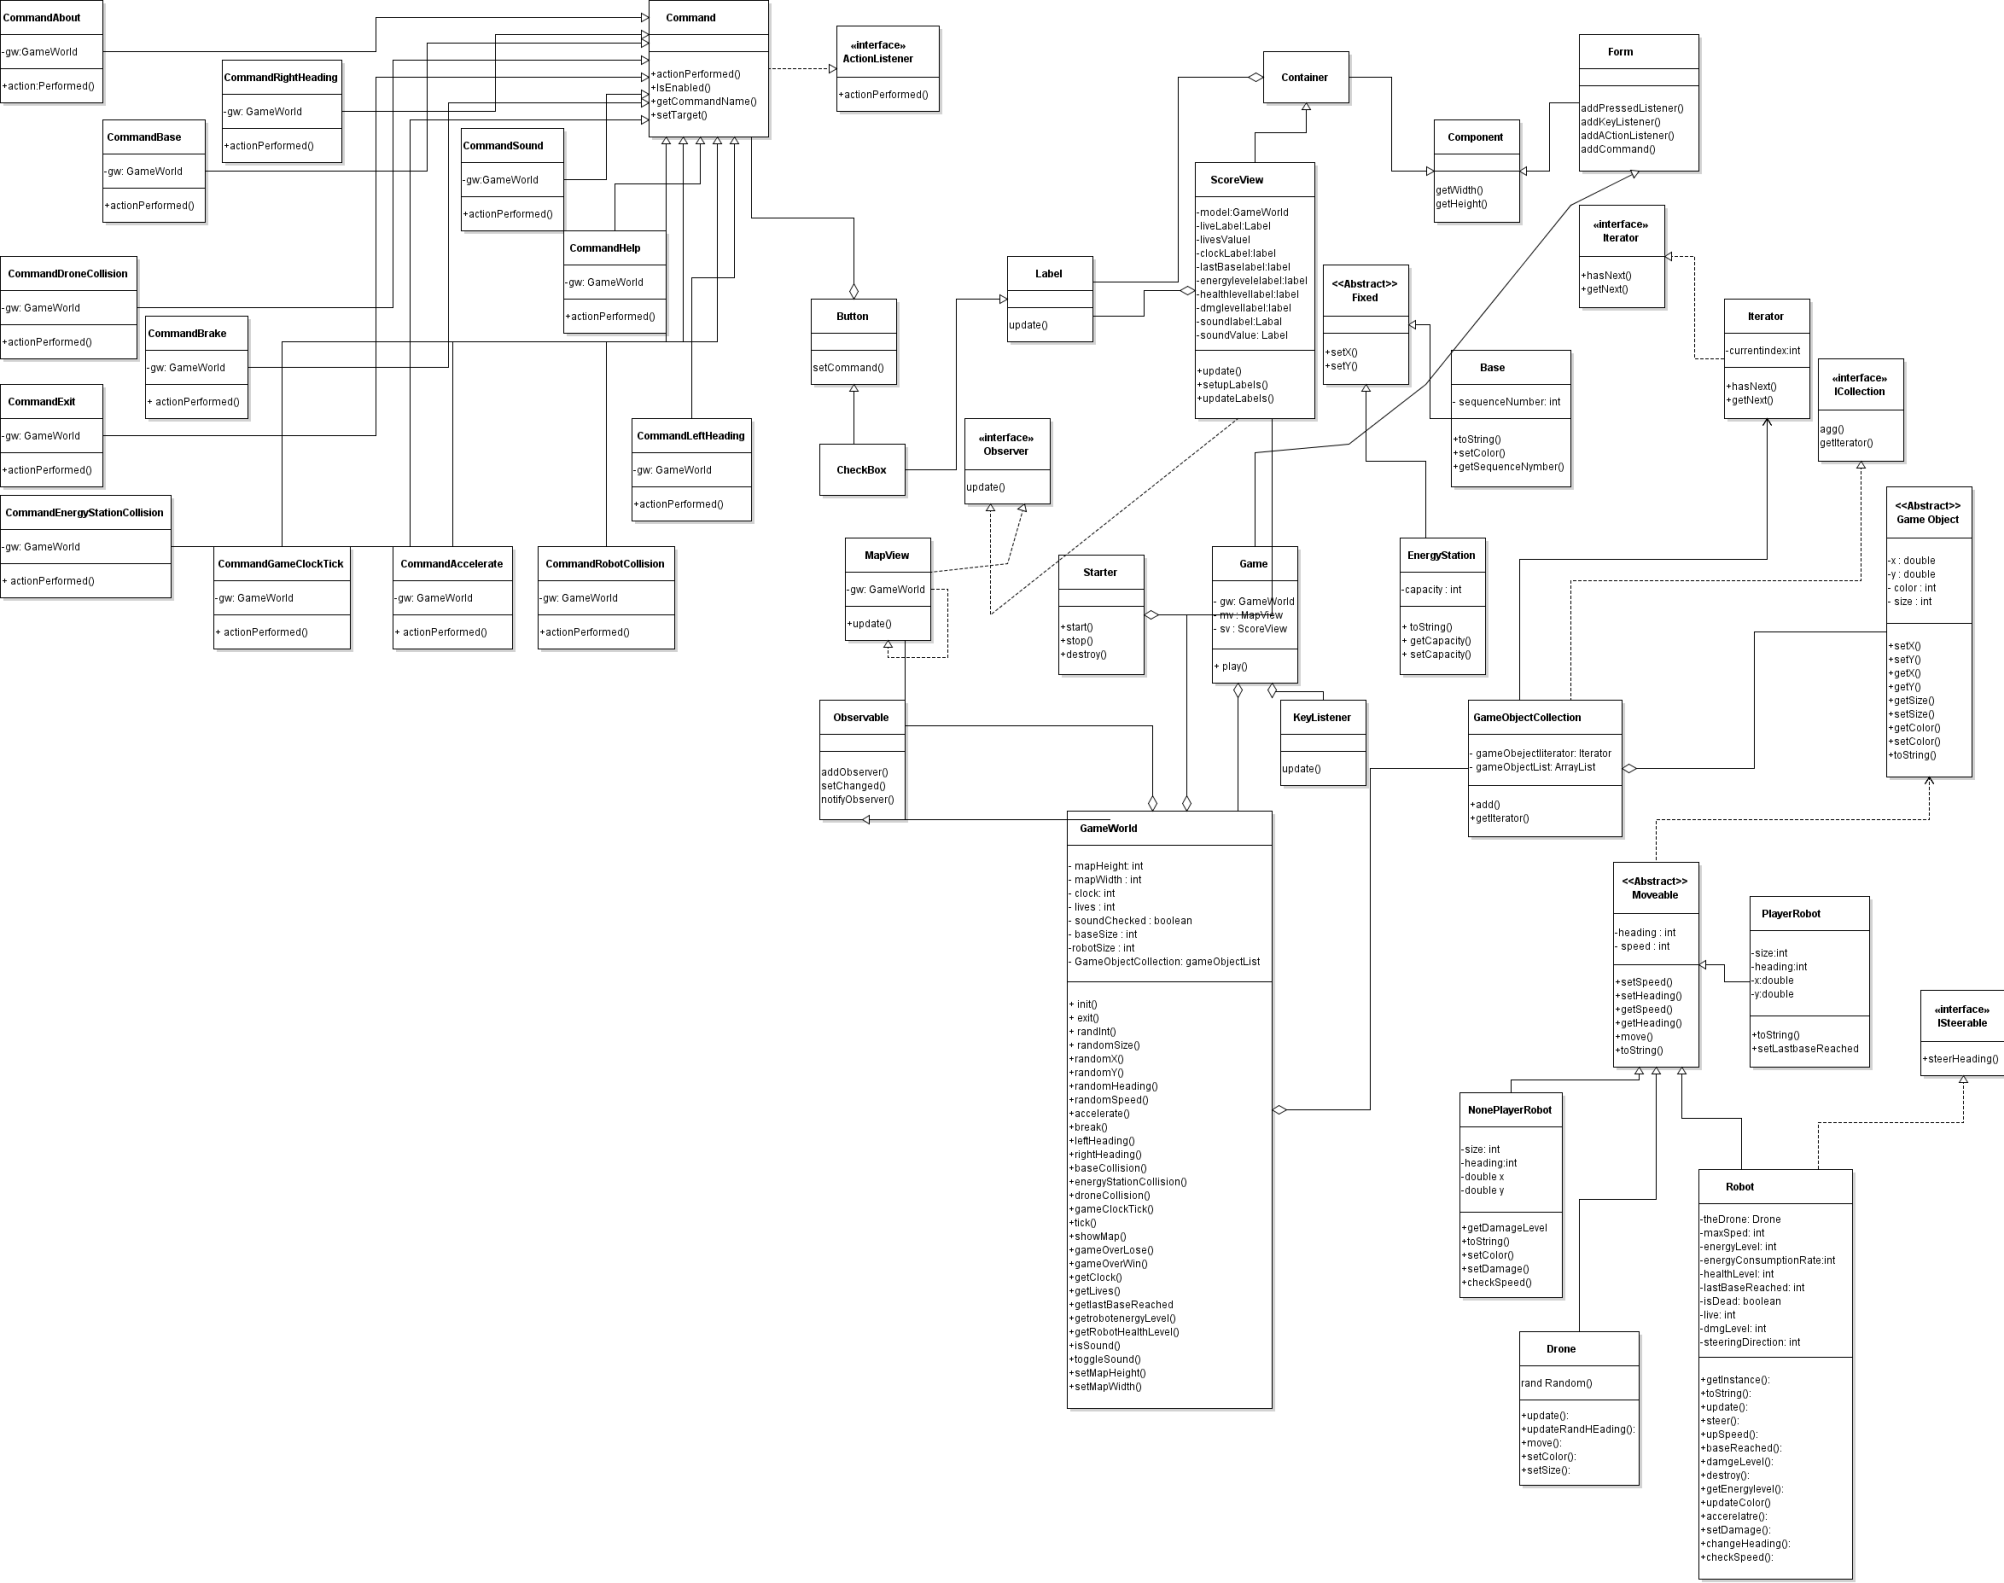 CommandAbout
-gw:GameWorld
+action:Performed()
CommandRightHeading
-gw: GameWorld
+actionPerformed()
CommandBase
-gw: GameWorld
+actionPerformed()
CommandDroneCollision
-gw: GameWorld
+actionPerformed()
CommandBrake
-gw: GameWorld
+ actionPerformed()
CommandExit
-gw: GameWorld
+actionPerformed()
CommandEnergyStationCollision
-gw: GameWorld
+ actionPerformed()
CommandGameClockTick
-gw: GameWorld
+ actionPerformed()
CommandAccelerate
-gw: GameWorld
+ actionPerformed()
CommandRobotCollision
-gw: GameWorld
+actionPerformed()
CommandSound
-gw:GameWorld
+actionPerformed()
CommandHelp
-gw: GameWorld
+actionPerformed()
CommandLeftHeading
-gw: GameWorld
+actionPerformed()
Command
+actionPerformed()
+IsEnabled()
+getCommandName()
+setTarget()
«interface»
ActionListener
+actionPerformed()
Button
setCommand()
CheckBox
Label
update()
«interface»
Observer
update()
MapView
-gw: GameWorld
+update()
Observable
addObserver()
setChanged()
notifyObserver()
Starter
+start()
+stop()
+destroy()
Container
Component
getWidth()
getHeight()
Form
addPressedListener()
addKeyListener()
addACtionListener()
addCommand()
ScoreView
-model:GameWorld
-liveLabel:Label
-livesValuel
-clockLabel:label
-lastBaselabel:label
-energylevelelabel:label
-healthlevellabel:label
-dmglevellabel:label
-soundlabel:Labal
-soundValue: Label
+update()
+setupLabels()
+updateLabels()
<<Abstract>>
Fixed
+setX()
+setY()
Base
- sequenceNumber: int
+toString()
+setColor()
+getSequenceNymber()
«interface»
Iterator
+hasNext()
+getNext()
Iterator
-currentindex:int
+hasNext()
+getNext()
«interface»
ICollection
agg()
getIterator()
<<Abstract>>
Game Object
-x : double
-y : double
- color : int
- size : int
+setX()
+setY()
+getX()
+getY()
+getSize()
+setSize()
+getColor()
+setColor()
+toString()
Game
- gw: GameWorld
- mv : MapView
- sv : ScoreView
+ play()
EnergyStation
-capacity : int
+ toString()
+ getCapacity()
+ setCapacity()
KeyListener
update()
GameObjectCollection
- gameObejectIiterator: Iterator
- gameObjectList: ArrayList
+add()
+getIterator()
GameWorld
- mapHeight: int
- mapWidth : int
- clock: int
- lives : int
- soundChecked : boolean
- baseSize : int
-robotSize : int
- GameObjectCollection: gameObjectList
+ init()
+ exit()
+ randInt()
+ randomSize()
+randomX()
+randomY()
+randomHeading()
+randomSpeed()
+accelerate()
+break()
+leftHeading()
+rightHeading()
+baseCollision()
+energyStationCollision()
+droneCollision()
+gameClockTick()
+tick()
+showMap()
+gameOverLose()
+gameOverWin()
+getClock()
+getLives()
+getlastBaseReached
+getrobotenergyLevel()
+getRobotHealthLevel()
+isSound()
+toggleSound()
+setMapHeight()
+setMapWidth()
<<Abstract>>
Moveable
-heading : int
- speed : int
+setSpeed()
+setHeading()
+getSpeed()
+getHeading()
+move()
+toString()
PlayerRobot
-size:int
-heading:int
-x:double
-y:double
+toString()
+setLastbaseReached
«interface»
ISteerable
+steerHeading()
NonePlayerRobot
-size: int
-heading:int
-double x
-double y
+getDamageLevel
+toString()
+setColor()
+setDamage()
+checkSpeed()
Drone
rand Random()
+update():
+updateRandHEading():
+move():
+setColor():
+setSize():
Robot
-theDrone: Drone
-maxSped: int
-energyLevel: int
-energyConsumptionRate:int
-healthLevel: int
-lastBaseReached: int
-isDead: boolean
-live: int
-dmgLevel: int
-steeringDirection: int
+getInstance():
+toString():
+update():
+steer():
+upSpeed():
+baseReached():
+damgeLevel():
+destroy():
+getEnergylevel():
+updateColor()
+accerelatre():
+setDamage():
+changeHeading():
+checkSpeed():